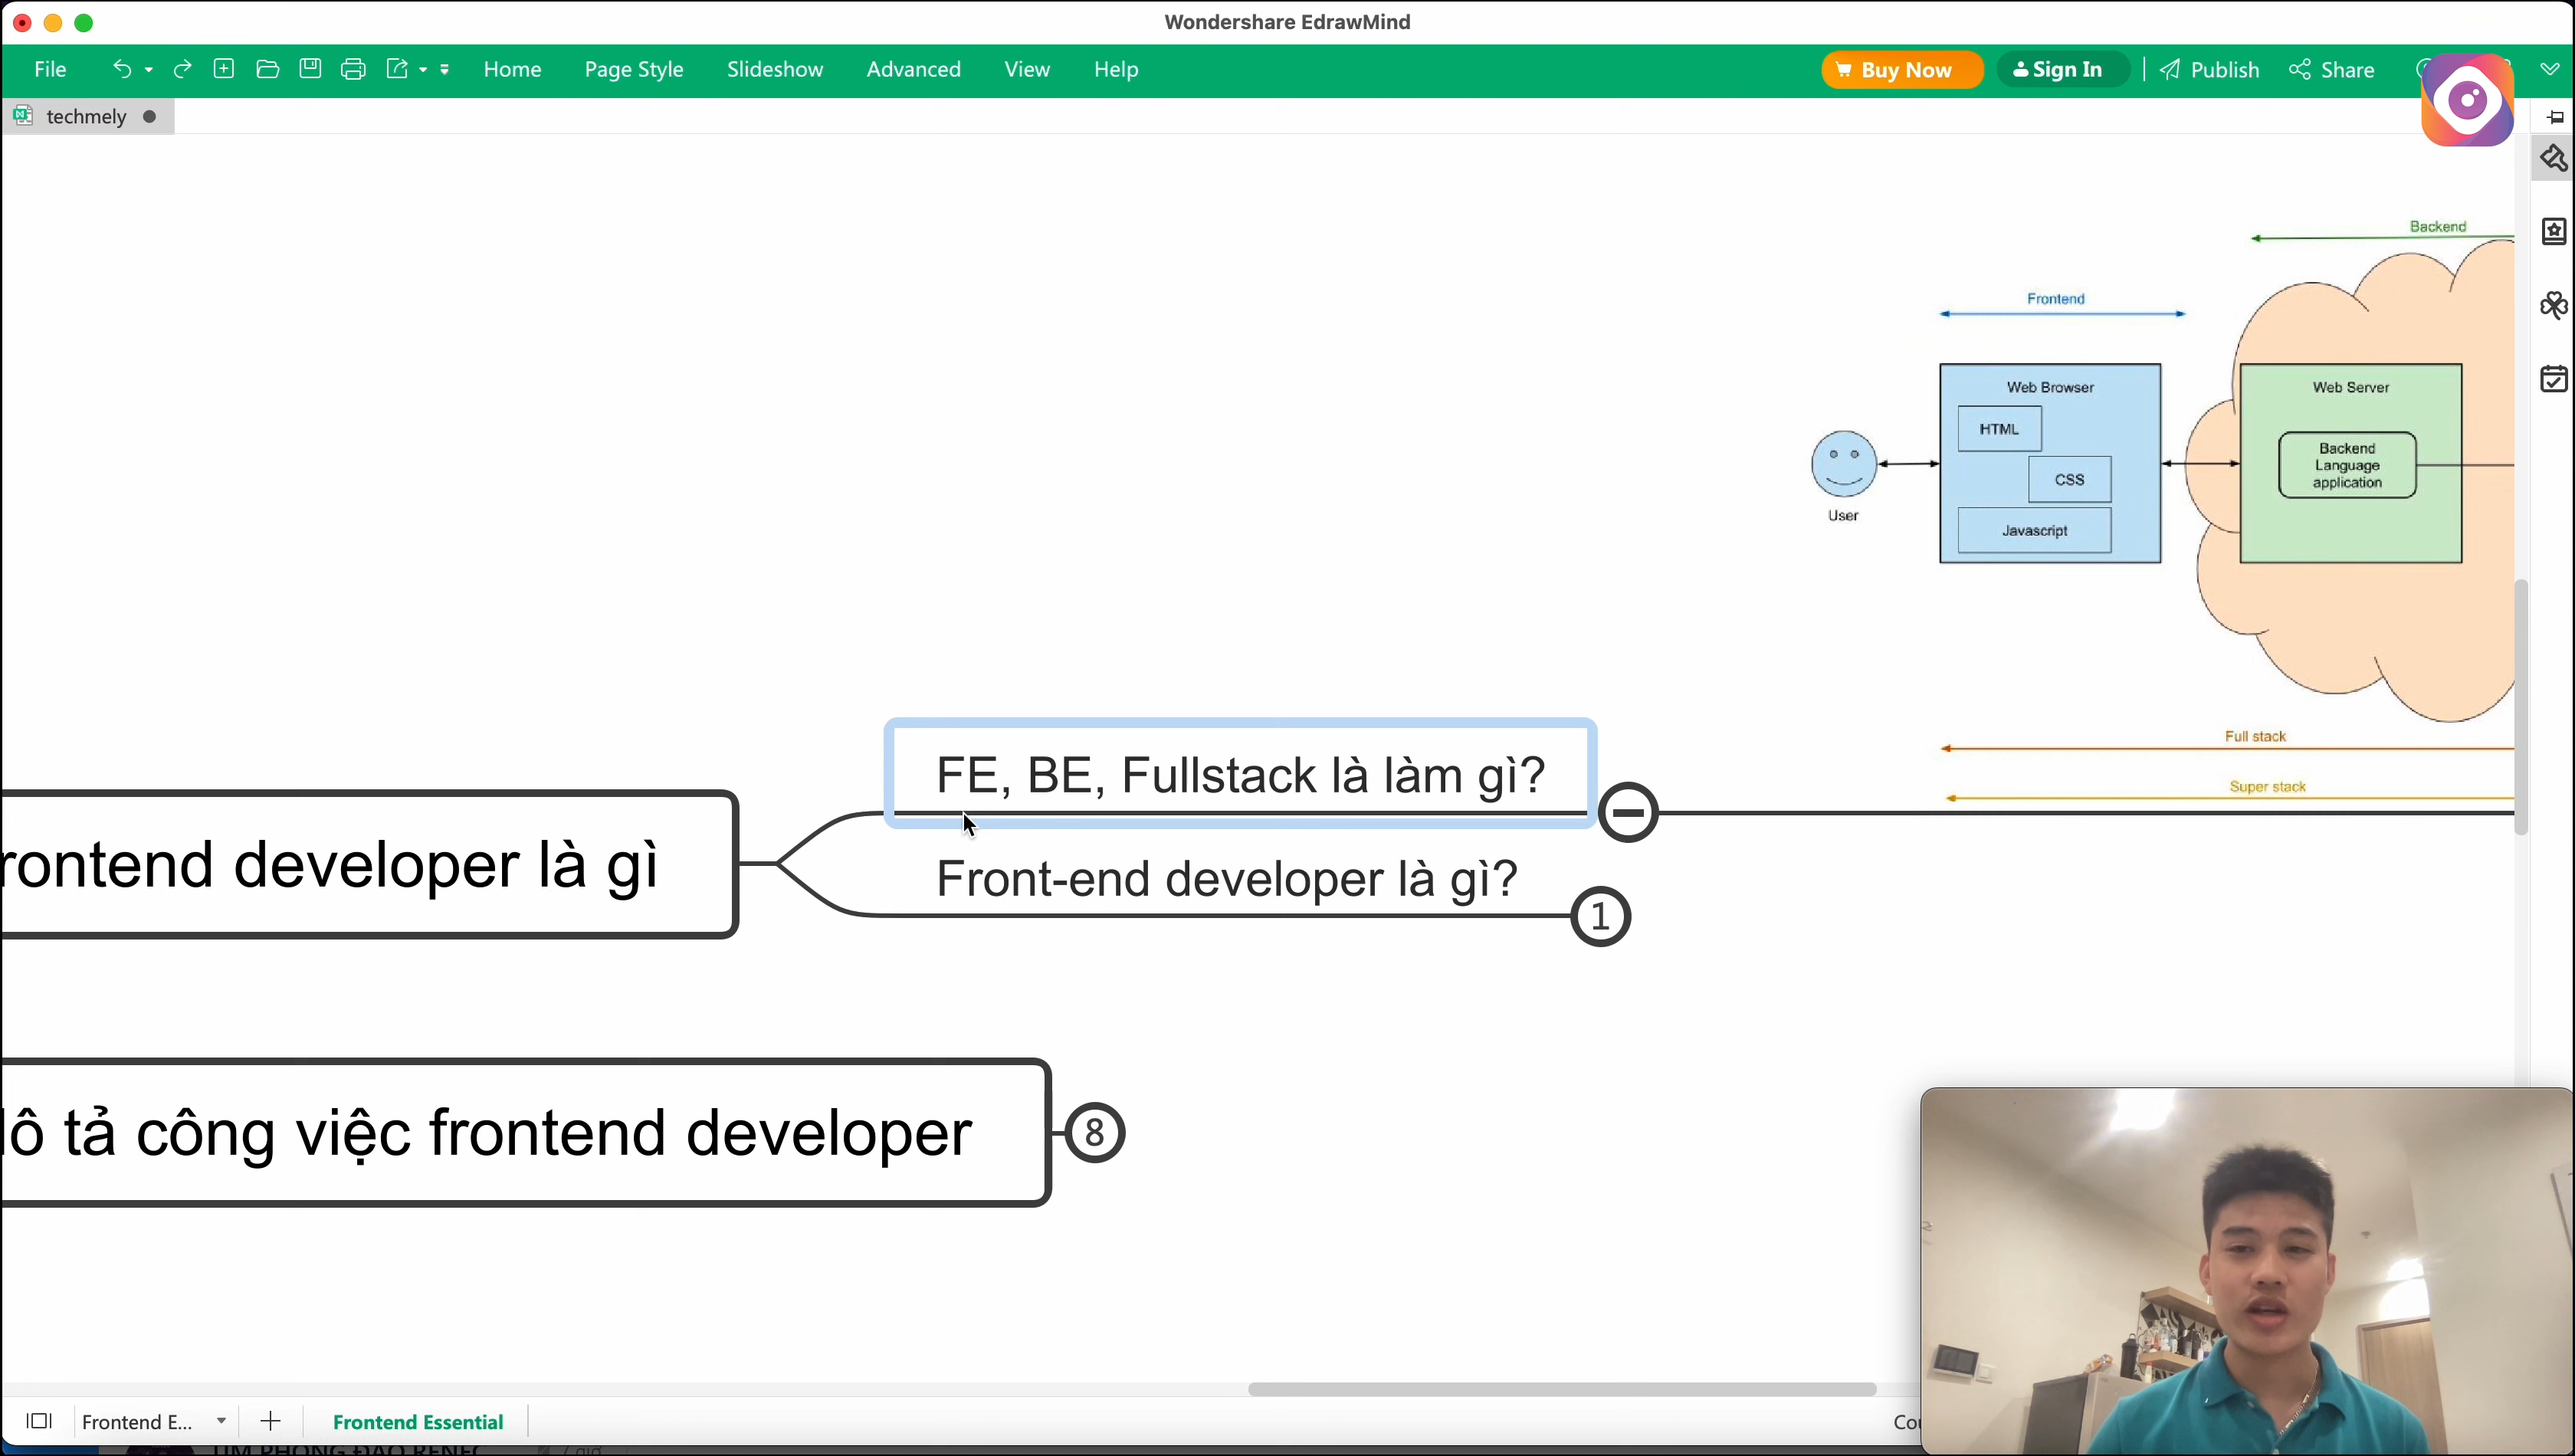 Wondershare EdrawMind
File
Home
Page Style
Slideshow
Advanced
View
Help
Buy Now
Sign In
Publish
Share
techmely
Backend
Frontend
Web Browser
HTML
CSS
Javascript
User
Web Server
Backend
Language
application
Full stack
Super stack
FE, BE, Fullstack là làm gì?
rontend developer là gì
Front-end developer là gì?
1
lô tả công việc frontend developer
8
Frontend E...
Frontend Essential
Cou